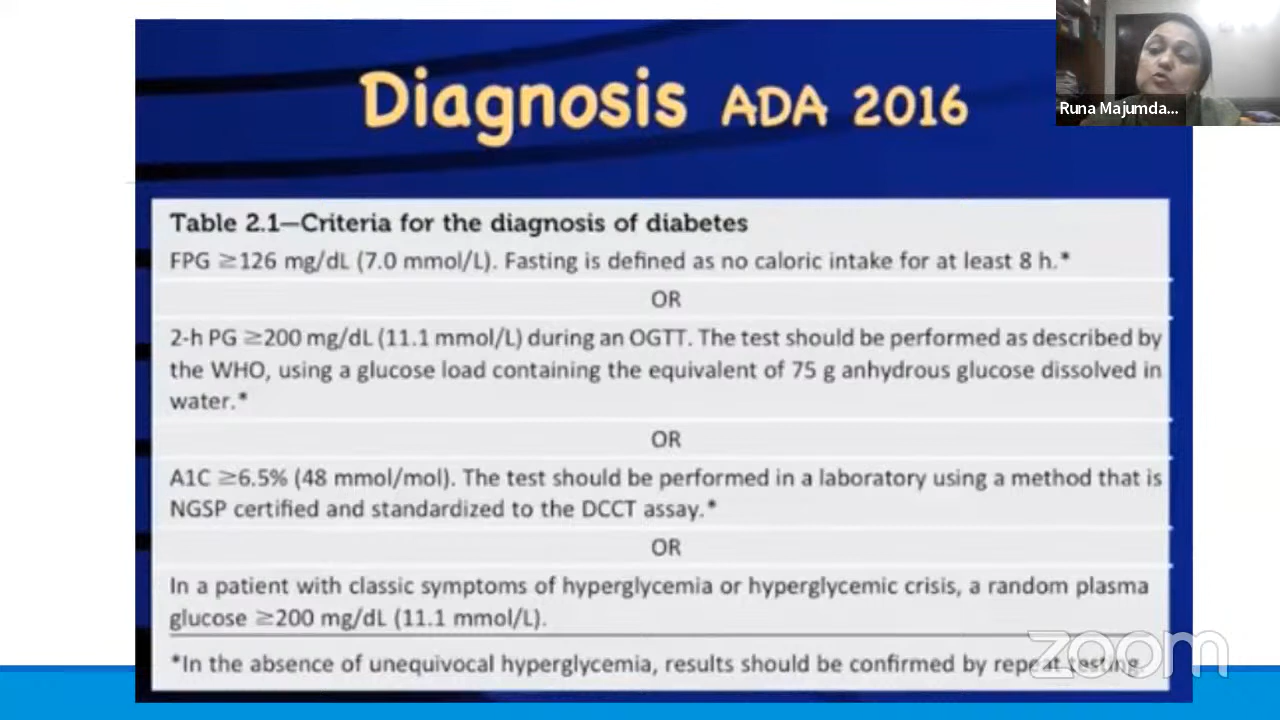 Diagnosis ADA 2016
Runa Majumda...
Table 2.1—Criteria for the diagnosis of diabetes
FPG ≥126 mg/dL (7.0 mmol/L). Fasting is defined as no caloric intake for at least 8 h.*
OR
2-h PG ≥200 mg/dL (11.1 mmol/L) during an OGTT. The test should be performed as described by
the WHO, using a glucose load containing the equivalent of 75 g anhydrous glucose dissolved in
water.*
OR
A1C ≥6.5% (48 mmol/mol). The test should be performed in a laboratory using a method that is
NGSP certified and standardized to the DCCT assay.*
OR
In a patient with classic symptoms of hyperglycemia or hyperglycemic crisis, a random plasma
glucose ≥200 mg/dL (11.1 mmol/L).
*In the absence of unequivocal hyperglycemia, results should be confirmed by repeat testing.
zoom